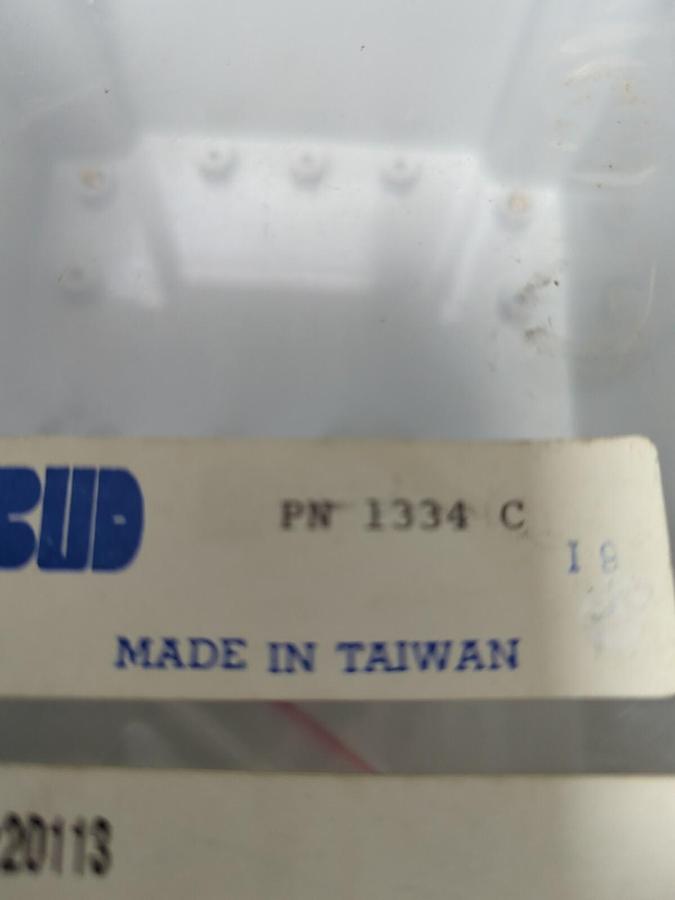 BUD PN 1334 C
I 8
MADE IN TAIWAN
20113